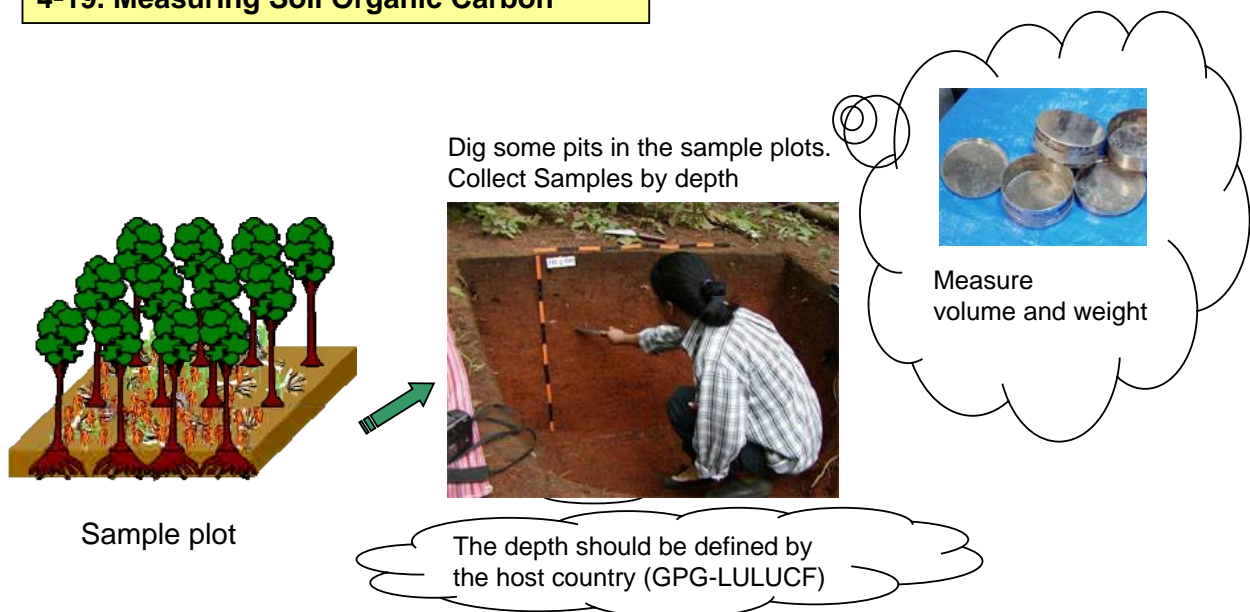 4-19. Measuring Soil Organic Carbon
Dig some pits in the sample plots.
Collect Samples by depth
Measure
volume and weight
Sample plot
The depth should be defined by
the host country (GPG-LULUCF)